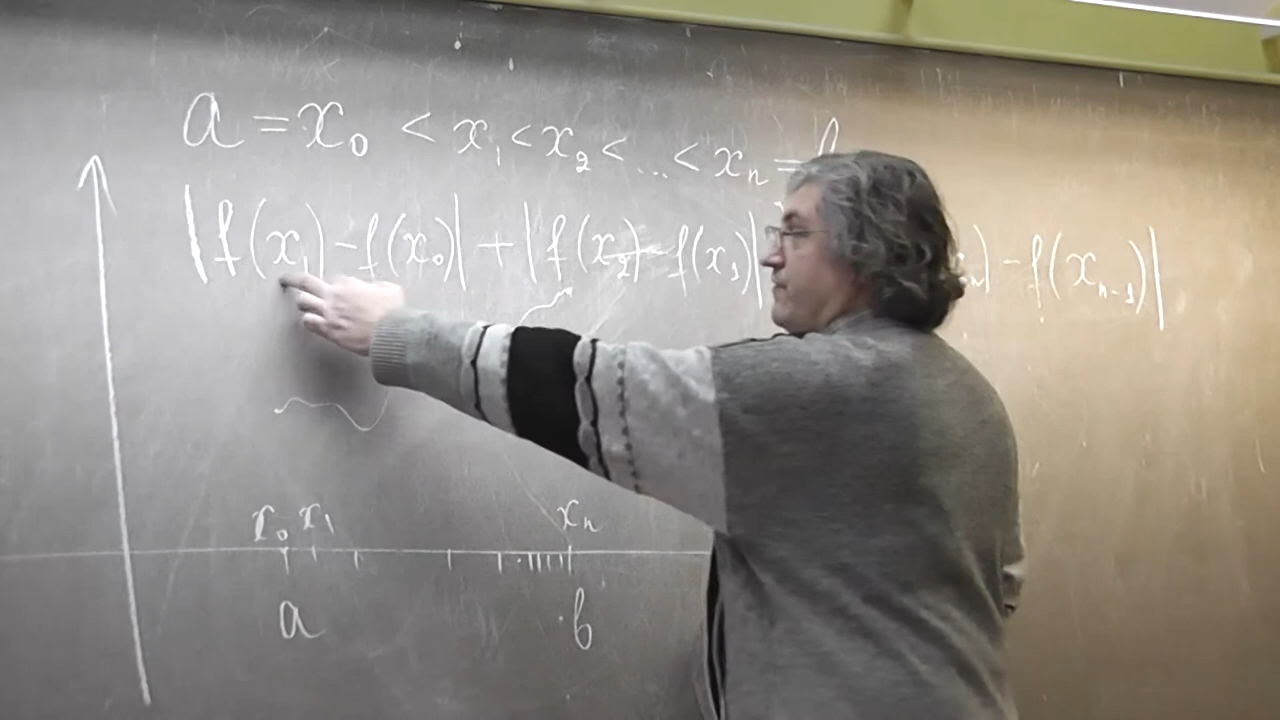 a = x₀ < x₁ < x₂ < ... < xₙ =
|f(x₁) - f(x₀)| + |f(x₂) - f(x₁)| - f(xₙ₋₁)|
x₀ x₁ xₙ
a b